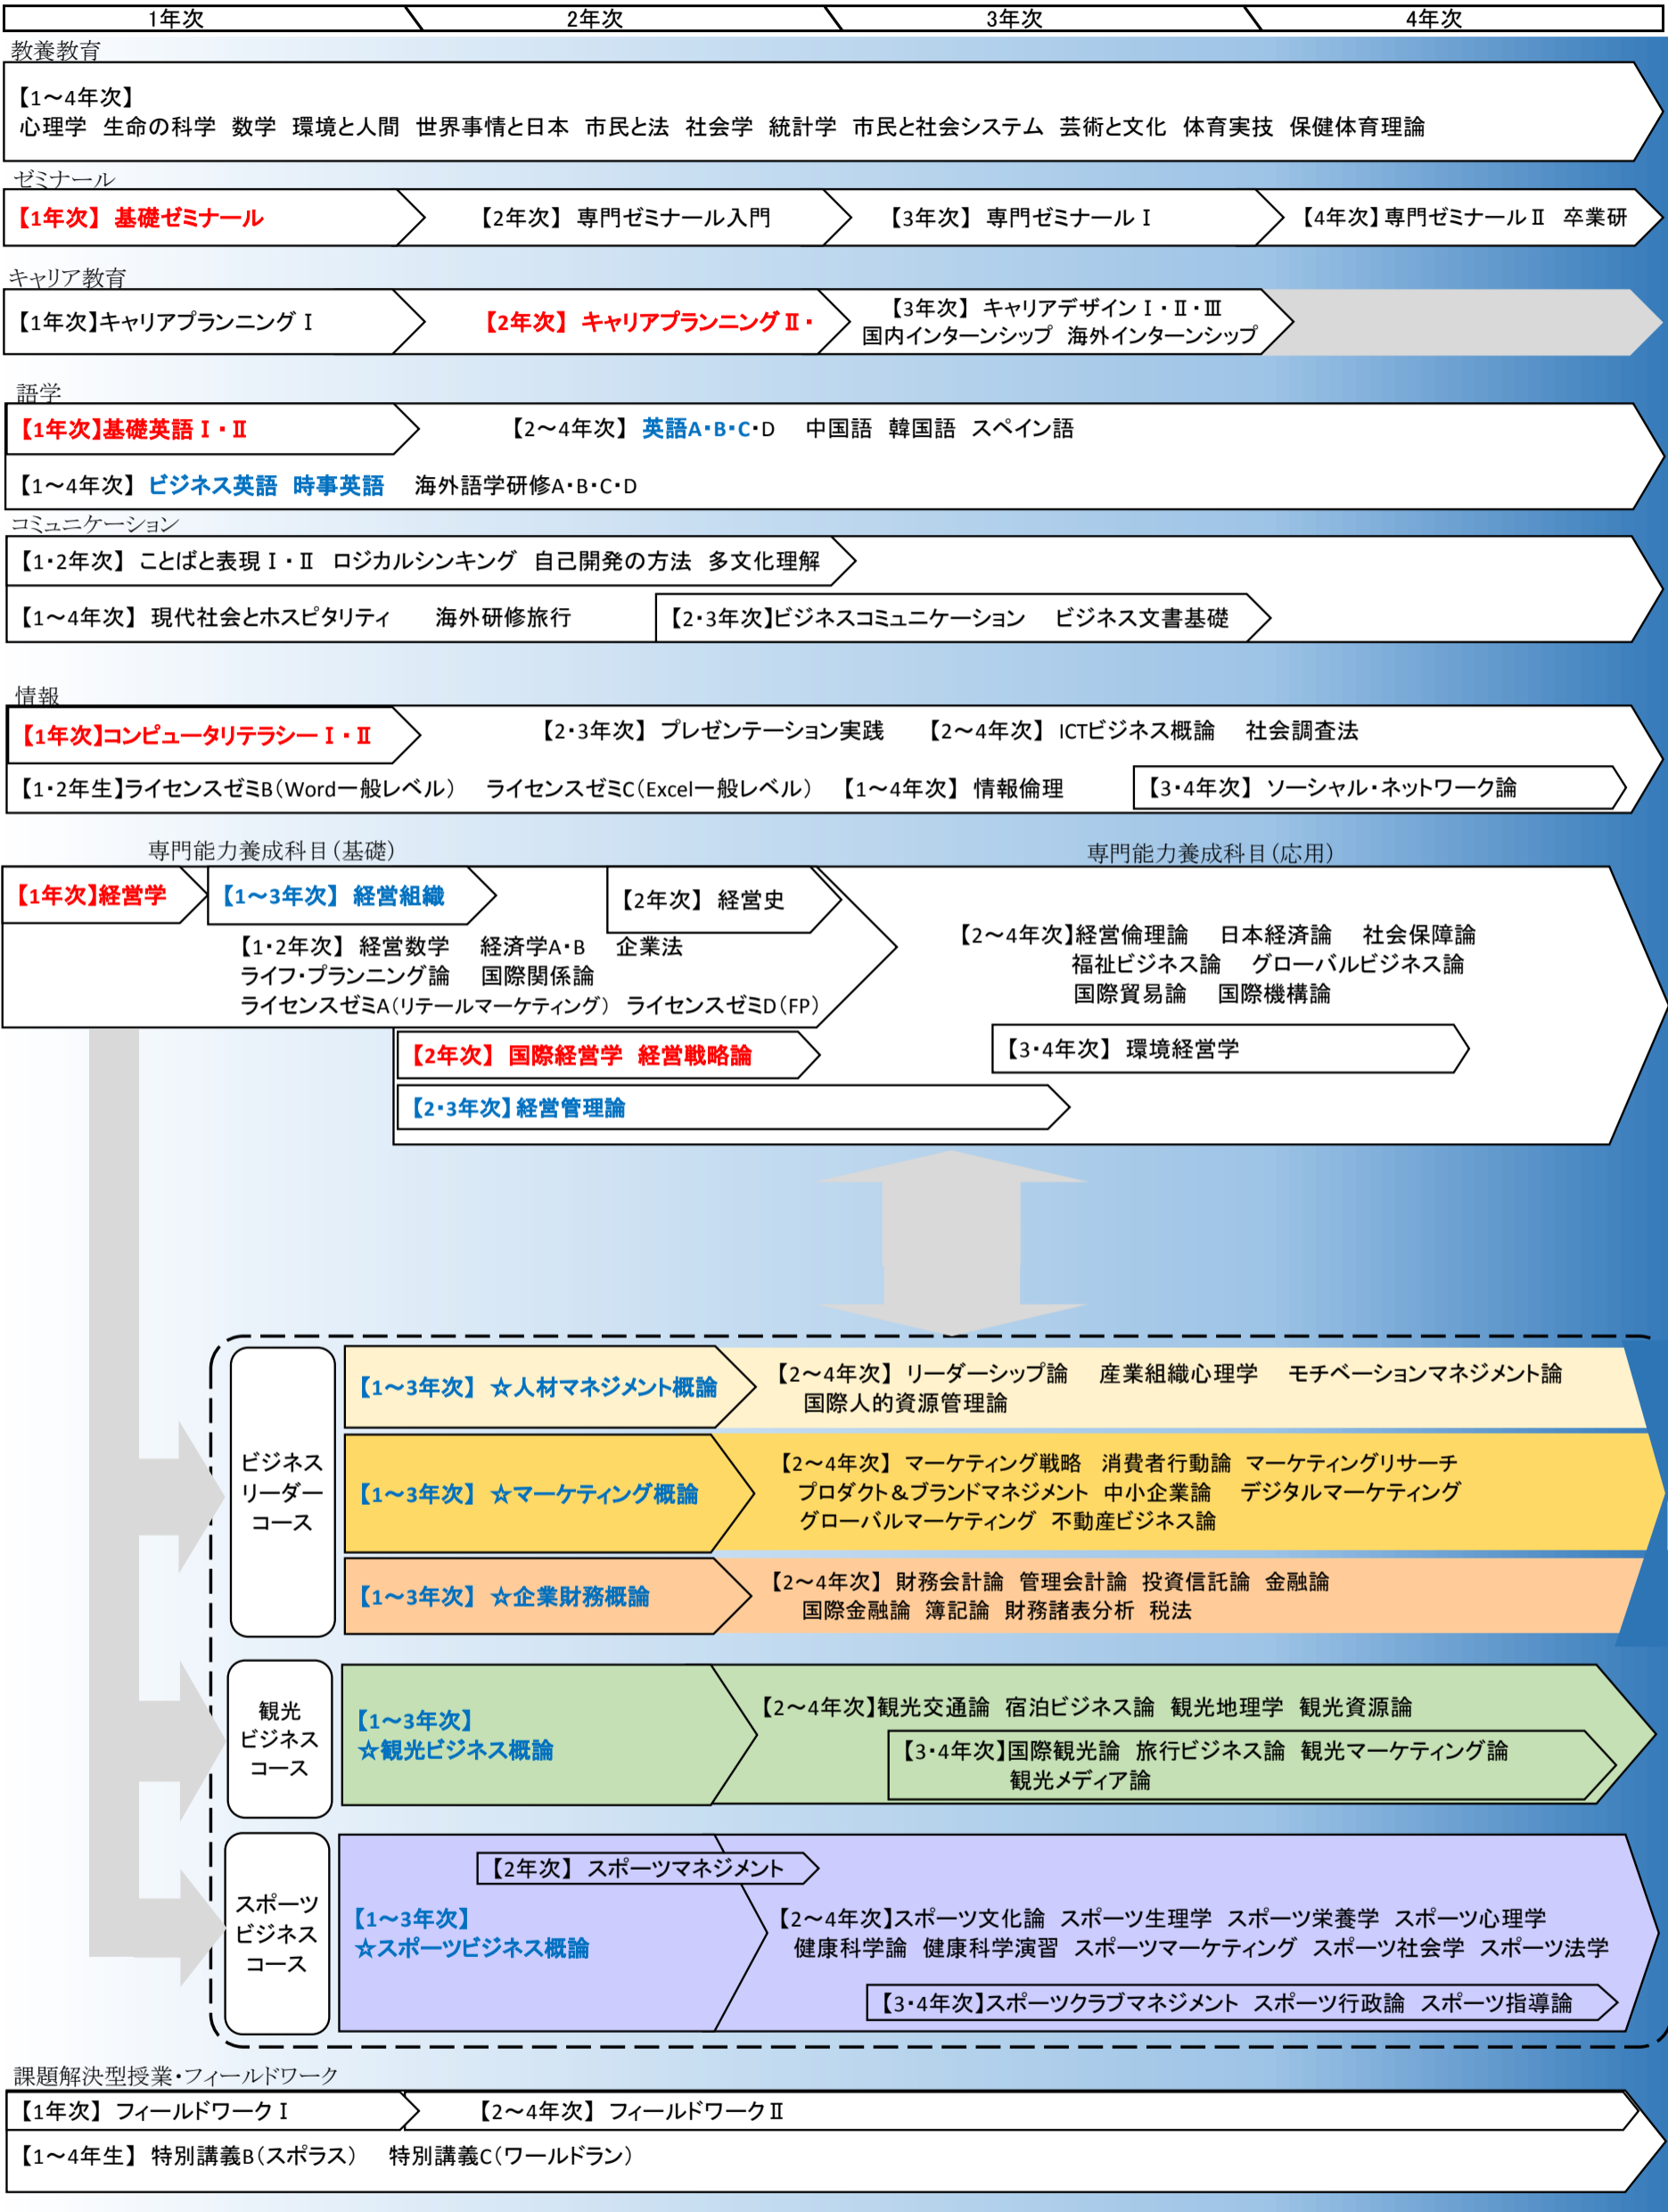 1年次 2年次 3年次 4年次
教養教育
【1～4年次】
心理学 生命の科学 数学 環境と人間 世界事情と日本 市民と法 社会学 統計学 市民と社会システム 芸術と文化 体育実技 保健体育理論
ゼミナール
【1年次】基礎ゼミナール 【2年次】専門ゼミナール入門 【3年次】専門ゼミナールⅠ 【4年次】専門ゼミナールⅡ 卒業研
キャリア教育
【1年次】キャリアプランニングⅠ 【2年次】キャリアプランニングⅡ・
【3年次】キャリアデザインⅠ・Ⅱ・Ⅲ
国内インターンシップ 海外インターンシップ
語学
【1年次】基礎英語Ⅰ・Ⅱ 【2～4年次】英語A・B・C・D 中国語 韓国語 スペイン語
【1～4年次】ビジネス英語 時事英語 海外語学研修A・B・C・D
コミュニケーション
【1・2年次】ことばと表現Ⅰ・Ⅱ ロジカルシンキング 自己開発の方法 多文化理解
【1～4年次】現代社会とホスピタリティ 海外研修旅行 【2・3年次】ビジネスコミュニケーション ビジネス文書基礎
情報
【1年次】コンピュータリテラシーⅠ・Ⅱ 【2・3年次】プレゼンテーション実践 【2～4年次】ICTビジネス概論 社会調査法
【1・2年生】ライセンスゼミB（Word一般レベル） ライセンスゼミC（Excel一般レベル） 【1～4年次】情報倫理 【3・4年次】ソーシャル・ネットワーク論
専門能力養成科目（基礎） 専門能力養成科目（応用）
【1年次】経営学 【1～3年次】経営組織 【2年次】経営史
【1・2年次】経営数学 経済学A・B 企業法
ライフ・プランニング論 国際関係論
ライセンスゼミA（リテールマーケティング） ライセンスゼミD（FP）
【2～4年次】経営倫理論 日本経済論 社会保障論
福祉ビジネス論 グローバルビジネス論
国際貿易論 国際機構論
【2年次】国際経営学 経営戦略論 【3・4年次】環境経営学
【2・3年次】経営管理論
ビジネス
リーダー
コース
【1～3年次】☆人材マネジメント概論
【2～4年次】リーダーシップ論 産業組織心理学 モチベーションマネジメント論
国際人的資源管理論
【1～3年次】☆マーケティング概論
【2～4年次】マーケティング戦略 消費者行動論 マーケティングリサーチ
プロダクト＆ブランドマネジメント 中小企業論 デジタルマーケティング
グローバルマーケティング 不動産ビジネス論
【1～3年次】☆企業財務概論
【2～4年次】財務会計論 管理会計論 投資信託論 金融論
国際金融論 簿記論 財務諸表分析 税法
観光
ビジネス
コース
【1～3年次】
☆観光ビジネス概論
【2～4年次】観光交通論 宿泊ビジネス論 観光地理学 観光資源論
【3・4年次】国際観光論 旅行ビジネス論 観光マーケティング論
観光メディア論
スポーツ
ビジネス
コース
【2年次】スポーツマネジメント
【1～3年次】
☆スポーツビジネス概論
【2～4年次】スポーツ文化論 スポーツ生理学 スポーツ栄養学 スポーツ心理学
健康科学論 健康科学演習 スポーツマーケティング スポーツ社会学 スポーツ法学
【3・4年次】スポーツクラブマネジメント スポーツ行政論 スポーツ指導論
課題解決型授業・フィールドワーク
【1年次】フィールドワークⅠ 【2～4年次】フィールドワークⅡ
【1～4年生】特別講義B（スポラス） 特別講義C（ワールドラン）